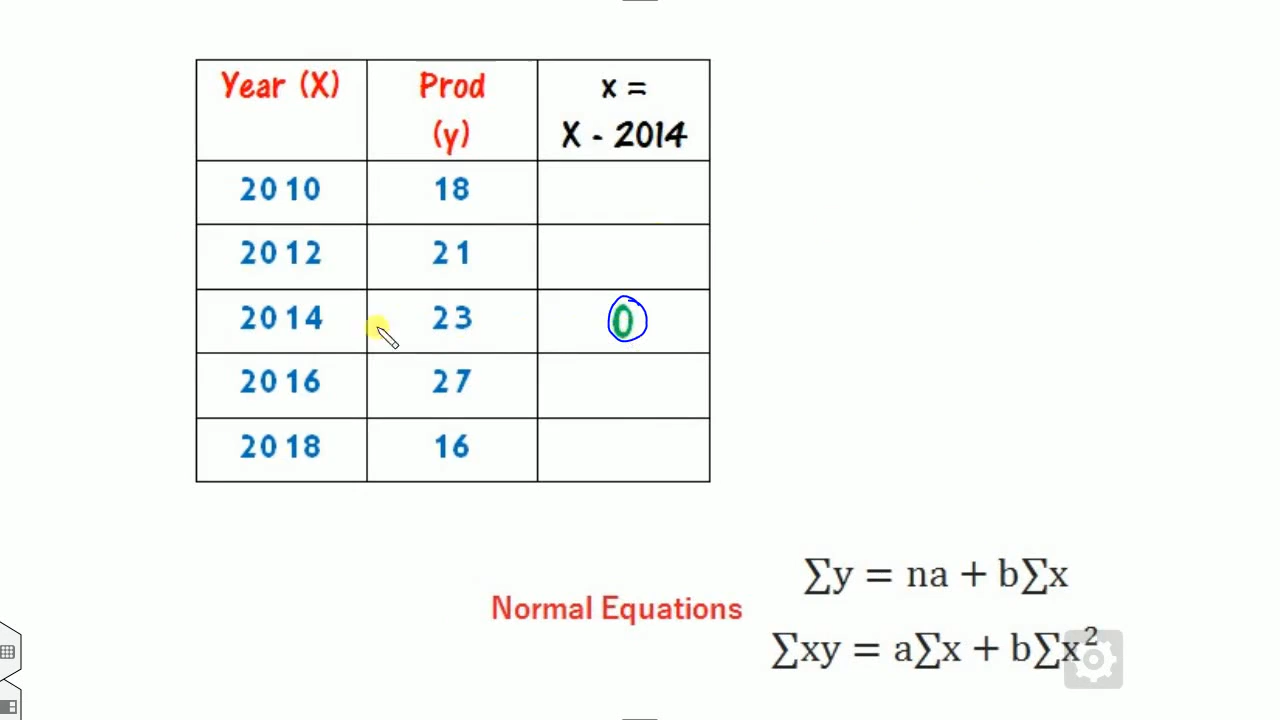 Year (X) Prod (y) x = X - 2014
2010 18
2012 21
2014 23 0
2016 27
2018 16
∑y = na + b∑x
Normal Equations
∑xy = a∑x + b∑x²